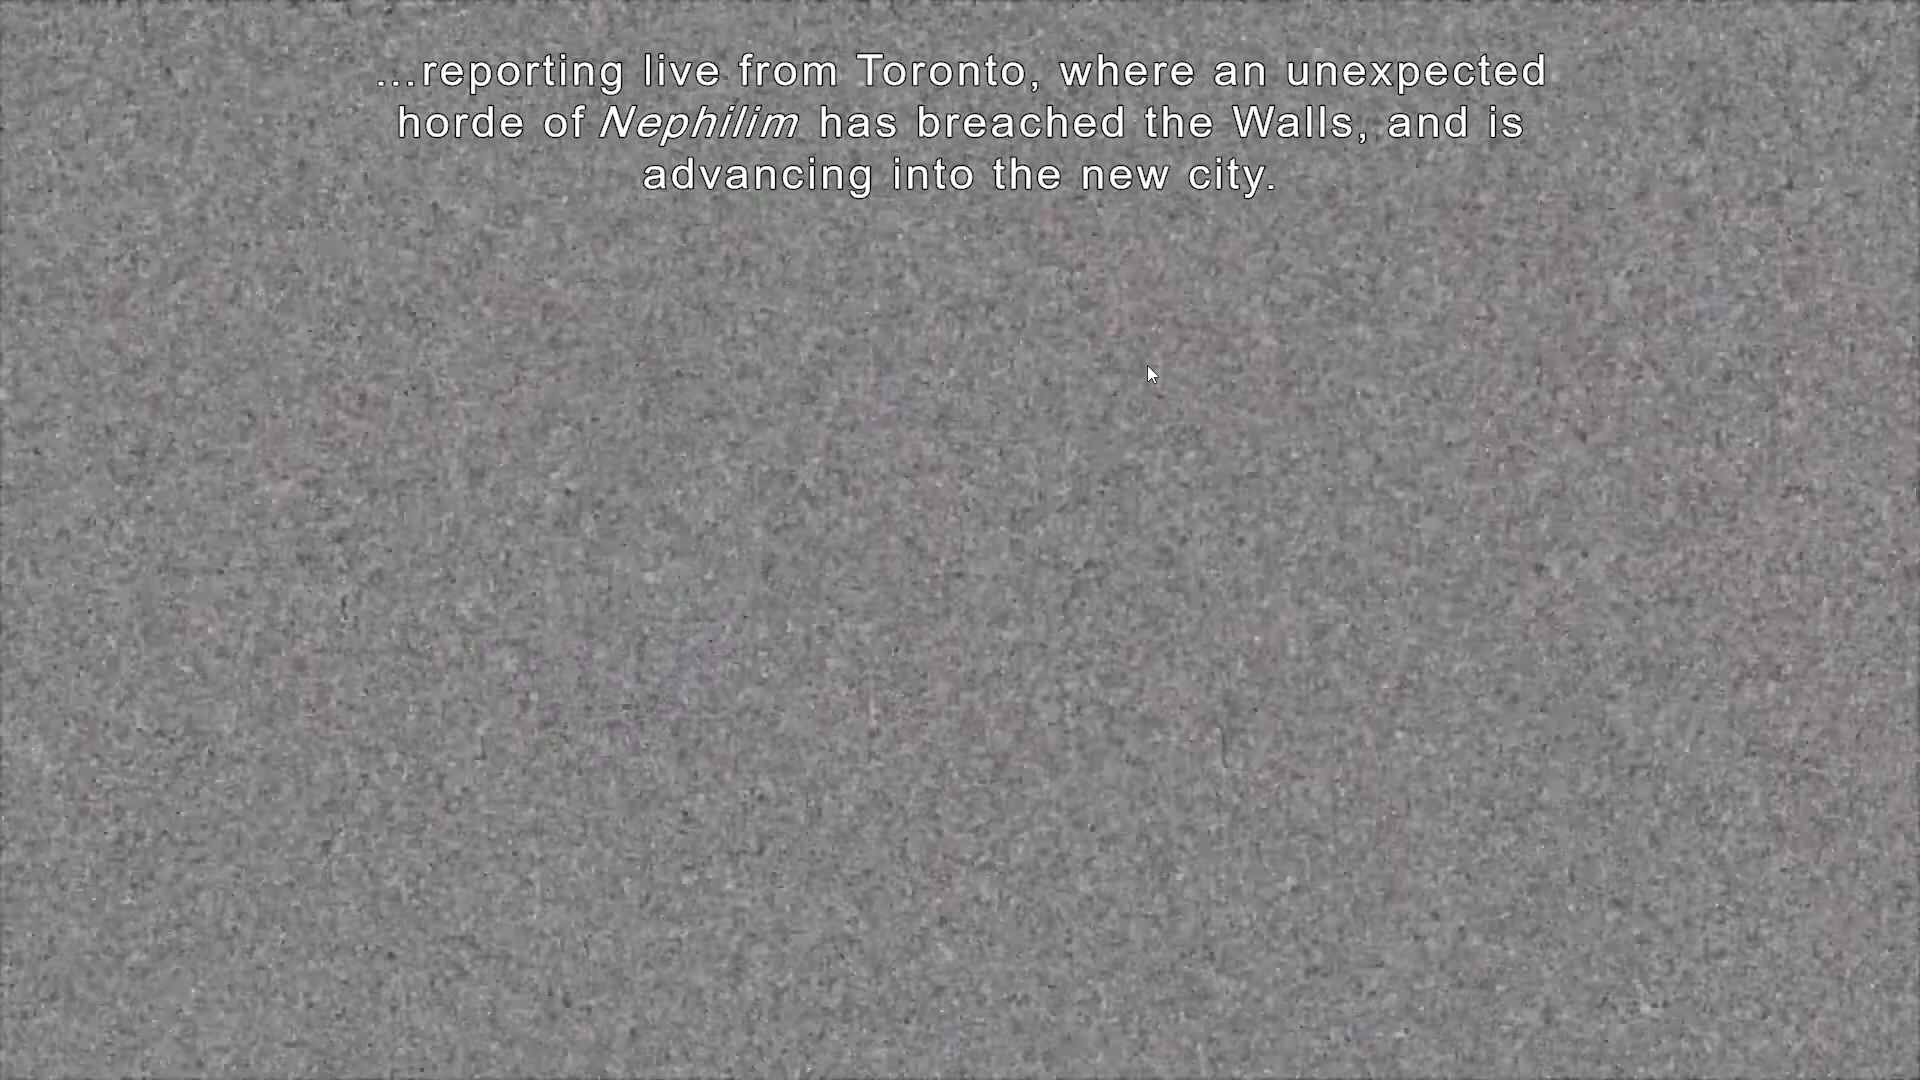 ...reporting live from Toronto, where an unexpected
horde of Nephilim has breached the Walls, and is
advancing into the new city.